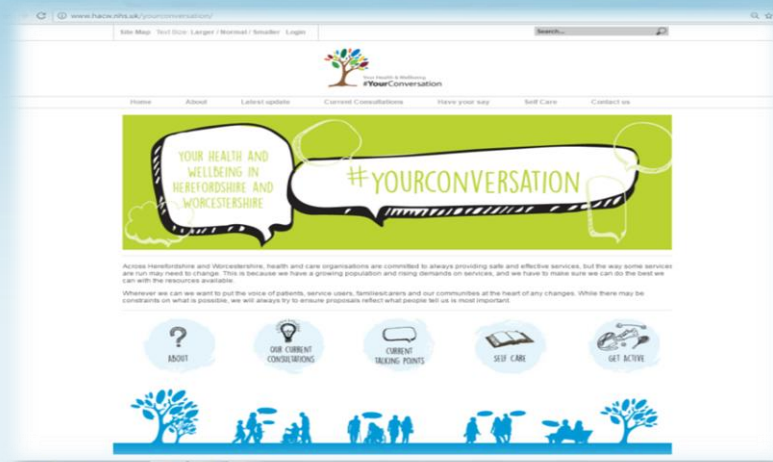 www.hacw.nhs.uk/yourconversation/
Site Map Text Size: Larger / Normal / Smaller Login
Search...
Your Health & Wellbeing
#YourConversation
Home About Latest update Current Consultations Have your say Self Care Contact us
YOUR HEALTH AND
WELLBEING IN
HEREFORDSHIRE AND
WORCESTERSHIRE
#YOURCONVERSATION
Across Herefordshire and Worcestershire, health and care organisations are committed to always providing safe and effective services, but the way some services
are run may need to change. This is because we have a growing population and rising demands on services, and we have to make sure we can do the best we
can with the resources available.
Wherever we can we want to put the voice of patients, service users, families/carers and our communities at the heart of any changes. While there may be
constraints on what is possible, we will always try to ensure proposals reflect what people tell us is most important.
?
ABOUT
OUR CURRENT
CONSULTATIONS
CURRENT
TALKING POINTS
SELF CARE
GET ACTIVE